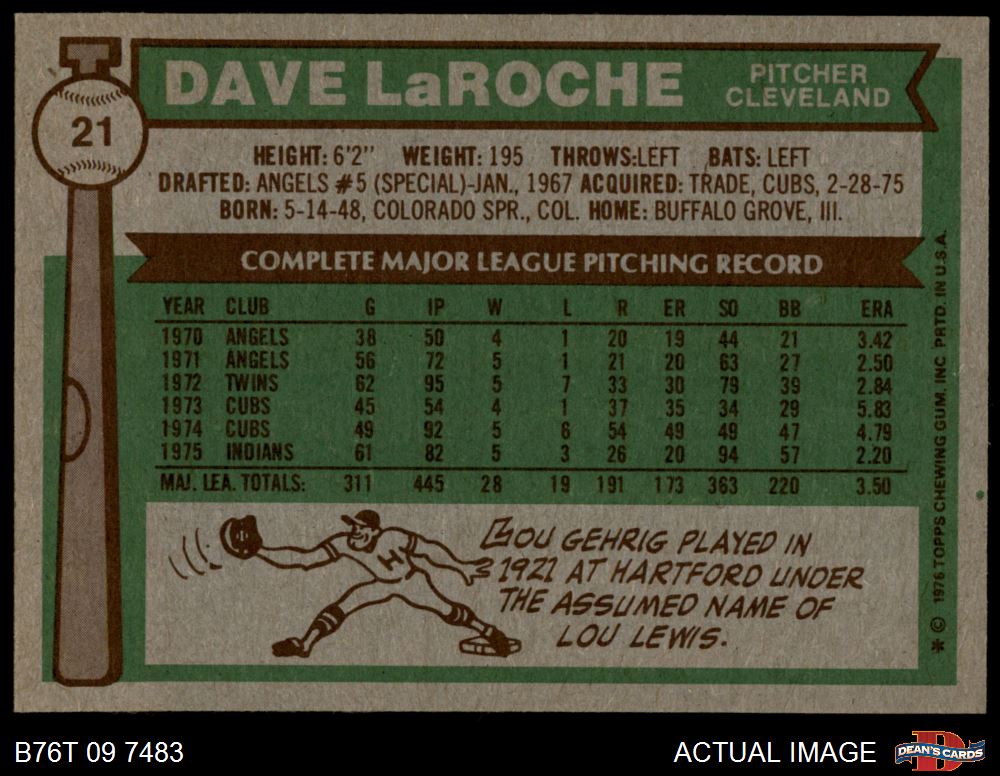 21
DAVE LaROCHE
PITCHER
CLEVELAND
HEIGHT: 6'2" WEIGHT: 195 THROWS:LEFT BATS: LEFT
DRAFTED: ANGELS #5 (SPECIAL)-JAN., 1967 ACQUIRED: TRADE, CUBS, 2-28-75
BORN: 5-14-48, COLORADO SPR., COL. HOME: BUFFALO GROVE, Ill.
COMPLETE MAJOR LEAGUE PITCHING RECORD
YEAR CLUB G IP W L R ER SO BB ERA
1970 ANGELS 38 50 4 1 20 19 44 21 3.42
1971 ANGELS 56 72 5 1 21 20 63 27 2.50
1972 TWINS 62 95 5 7 33 30 79 39 2.84
1973 CUBS 45 54 4 1 37 35 34 29 5.83
1974 CUBS 49 92 5 6 54 49 49 47 4.79
1975 INDIANS 61 82 5 3 26 20 94 57 2.20
MAJ. LEA. TOTALS: 311 445 28 19 191 173 363 220 3.50
H
LOU GEHRIG PLAYED IN
1921 AT HARTFORD UNDER
THE ASSUMED NAME OF
LOU LEWIS.
* © 1976 TOPPS CHEWING GUM, INC PRTD. IN U.S.A.
B76T 09 7483
ACTUAL IMAGE
DEAN'S CARDS